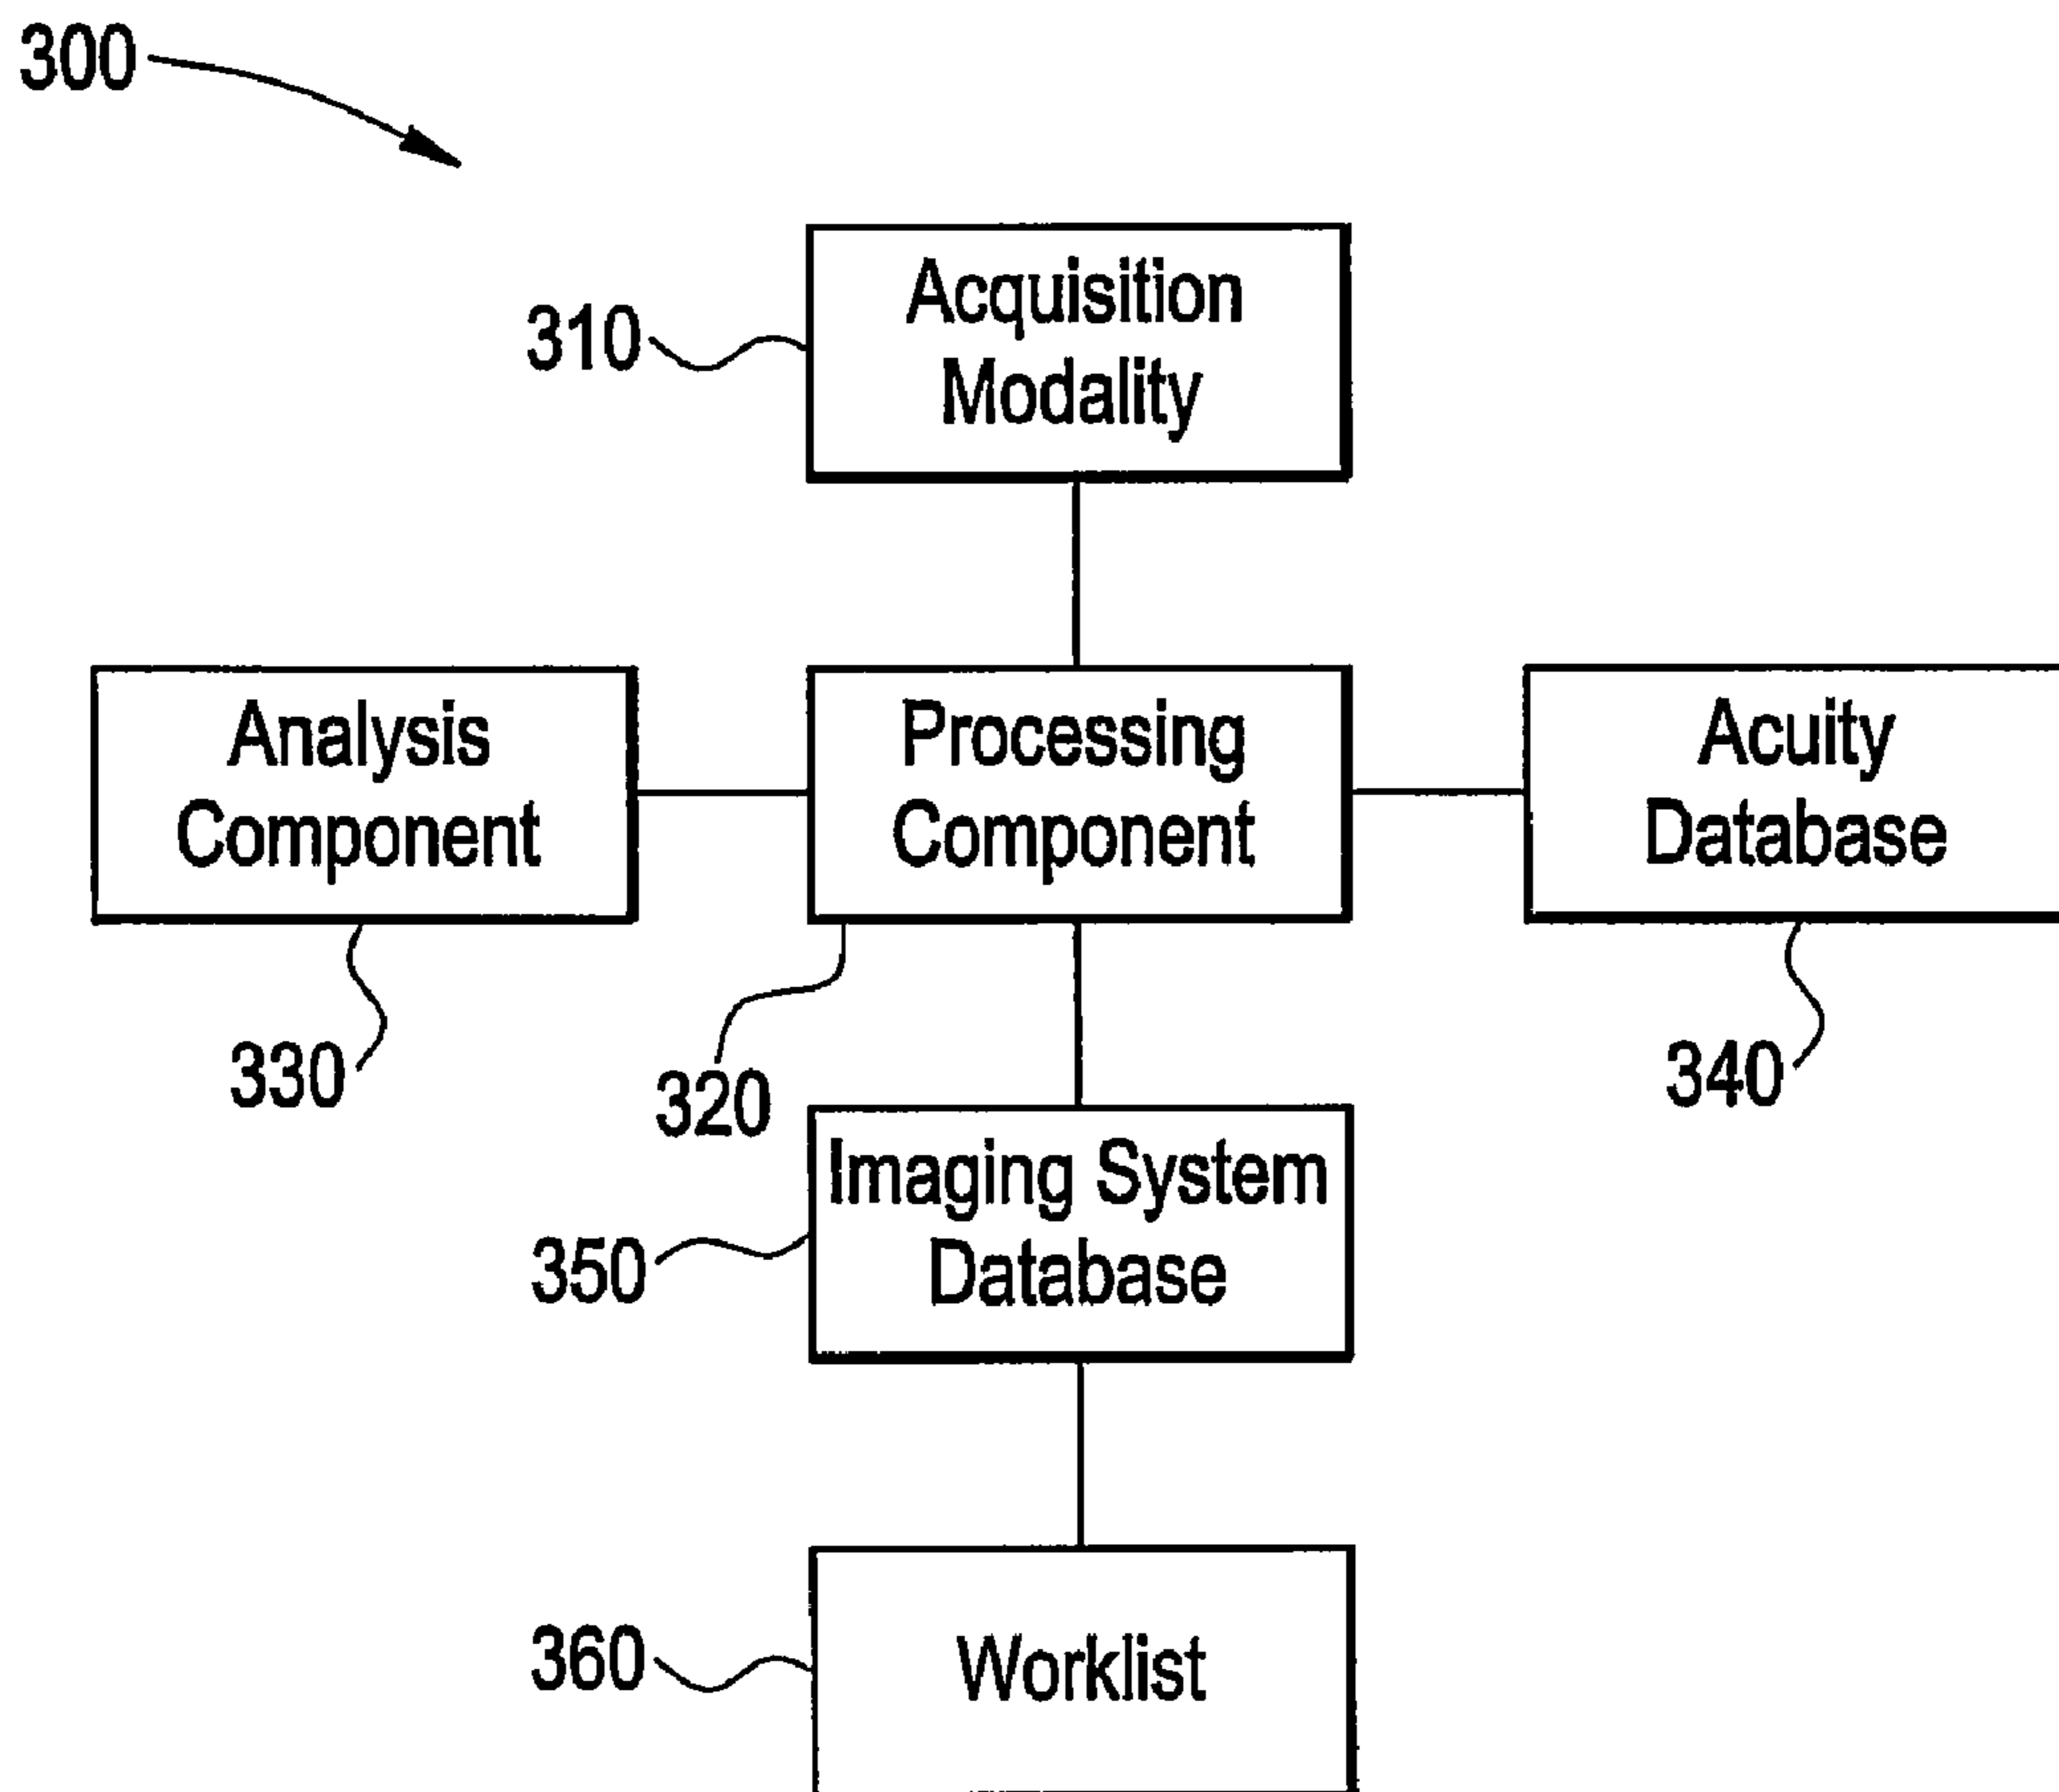 300
310
Acquisition
Modality
Analysis
Component
Processing
Component
Acuity
Database
330
320
340
Imaging System
Database
350
Worklist
360